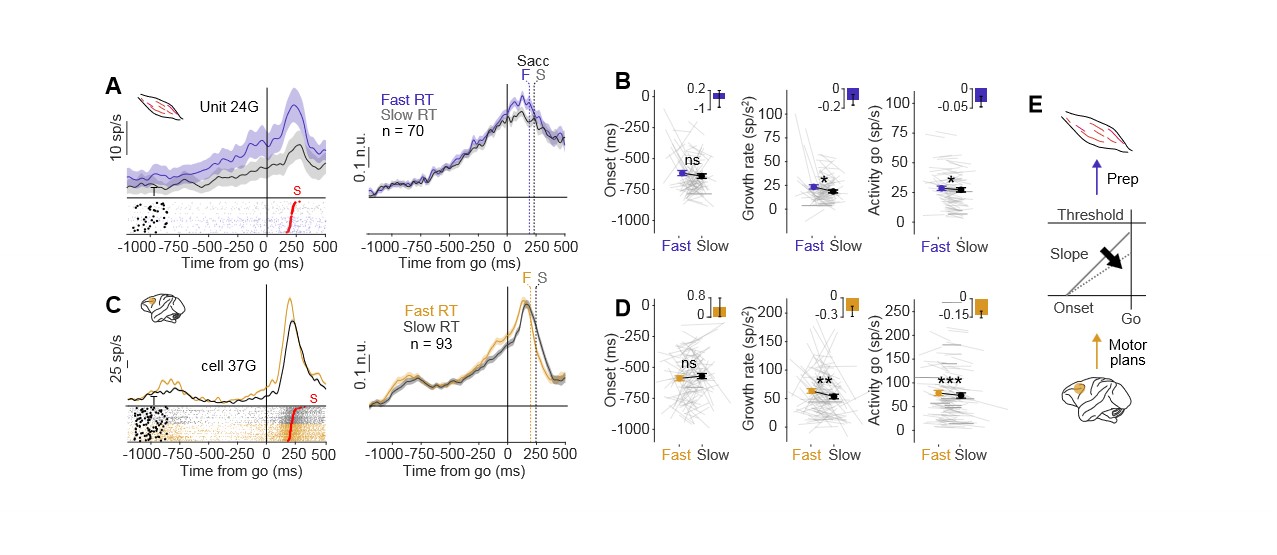 A
Unit 24G
10 sp/s
T
S
-1000 -750 -500 -250 0 250 500
Time from go (ms)
Sacc
F S
Fast RT
Slow RT
n = 70
0.1 n.u.
-1000 -750 -500 -250 0 250 500
Time from go (ms)
B
Onset (ms)
0
-250
-500
-750
-1000
0.2
-1
ns
Fast Slow
Growth rate (sp/s²)
100
75
50
25
0
0
-0.2
*
Fast Slow
Activity go (sp/s)
100
75
50
25
0
0
-0.05
*
Fast Slow
C
cell 37G
25 sp/s
T
S
-1000 -750 -500 -250 0 250 500
Time from go (ms)
F S
Fast RT
Slow RT
n = 93
0.1 n.u.
-1000 -750 -500 -250 0 250 500
Time from go (ms)
D
Onset (ms)
0
-250
-500
-750
-1000
0.8
0
ns
Fast Slow
Growth rate (sp/s)
200
150
100
50
0
0
-0.3
**
Fast Slow
Activity go (sp/s)
250
200
150
100
50
0
0
-0.15
***
Fast Slow
E
Prep
Threshold
Slope
Onset
Go
Motor
plans